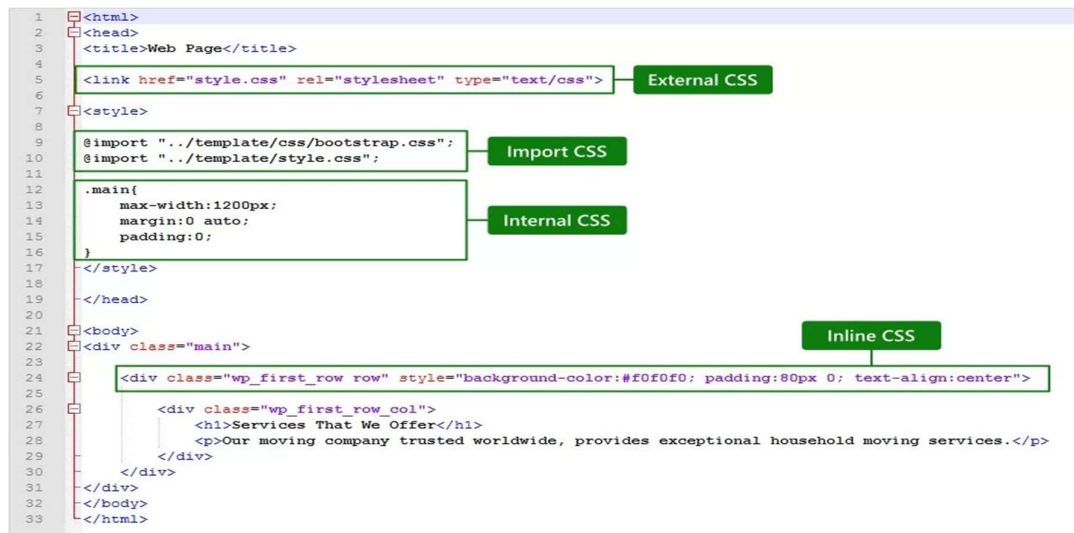 1 <html>
2 <head>
3 <title>Web Page</title>
4
5 <link href="style.css" rel="stylesheet" type="text/css"> External CSS
6
7 <style>
8
9 @import "../template/css/bootstrap.css";
Import CSS
10 @import "../template/style.css";
11
12 .main{
13 max-width:1200px;
14 margin:0 auto; Internal CSS
15 padding:0;
16 }
17 </style>
18
19 </head>
20
21 <body>
Inline CSS
22 <div class="main">
23
24 <div class="wp_first_row row" style="background-color:#f0f0f0; padding:80px 0; text-align:center">
25
26 <div class="wp_first_row_col">
27 <h1>Services That We Offer</h1>
28 <p>Our moving company trusted worldwide, provides exceptional household moving services.</p>
29 </div>
30 </div>
31 </div>
32 </body>
33 </html>